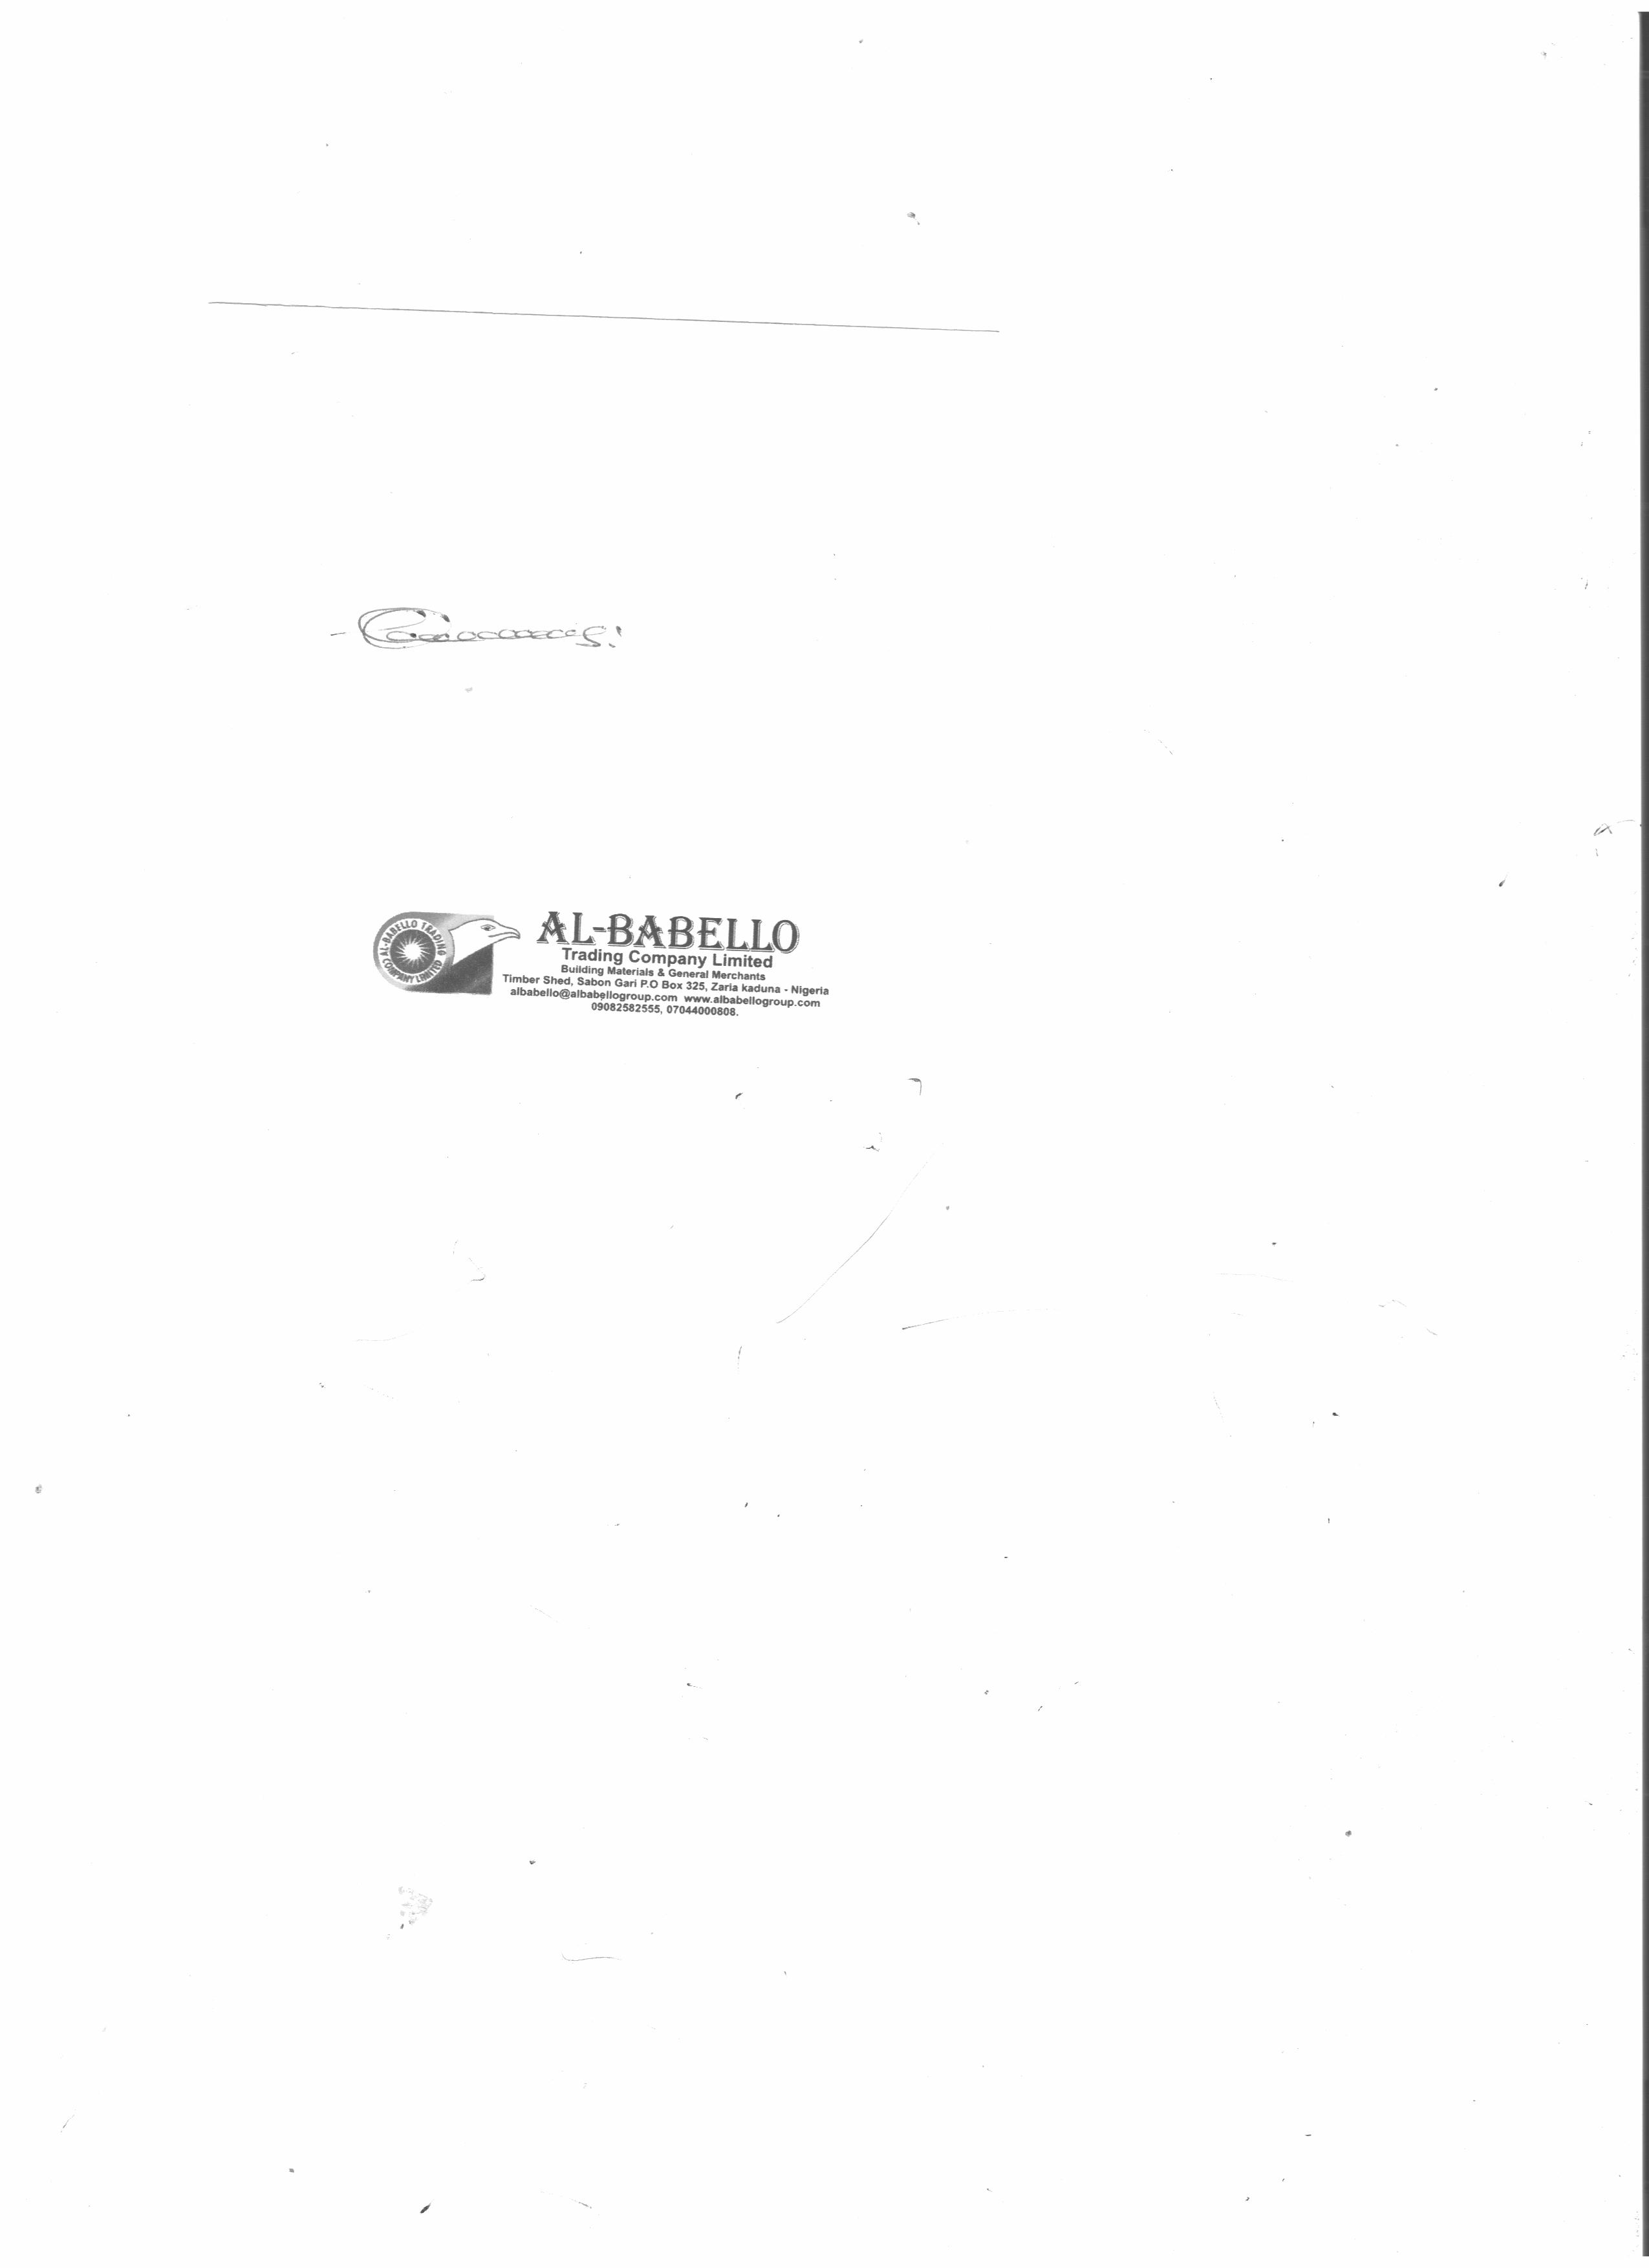 AL-BABELLO TRADING
COMPANY LIMITED
AL-BABELLO
Trading Company Limited
Building Materials & General Merchants
Timber Shed, Sabon Gari P.O Box 325, Zaria kaduna - Nigeria
albabello@albabellogroup.com www.albabellogroup.com
09082582555, 07044000808.